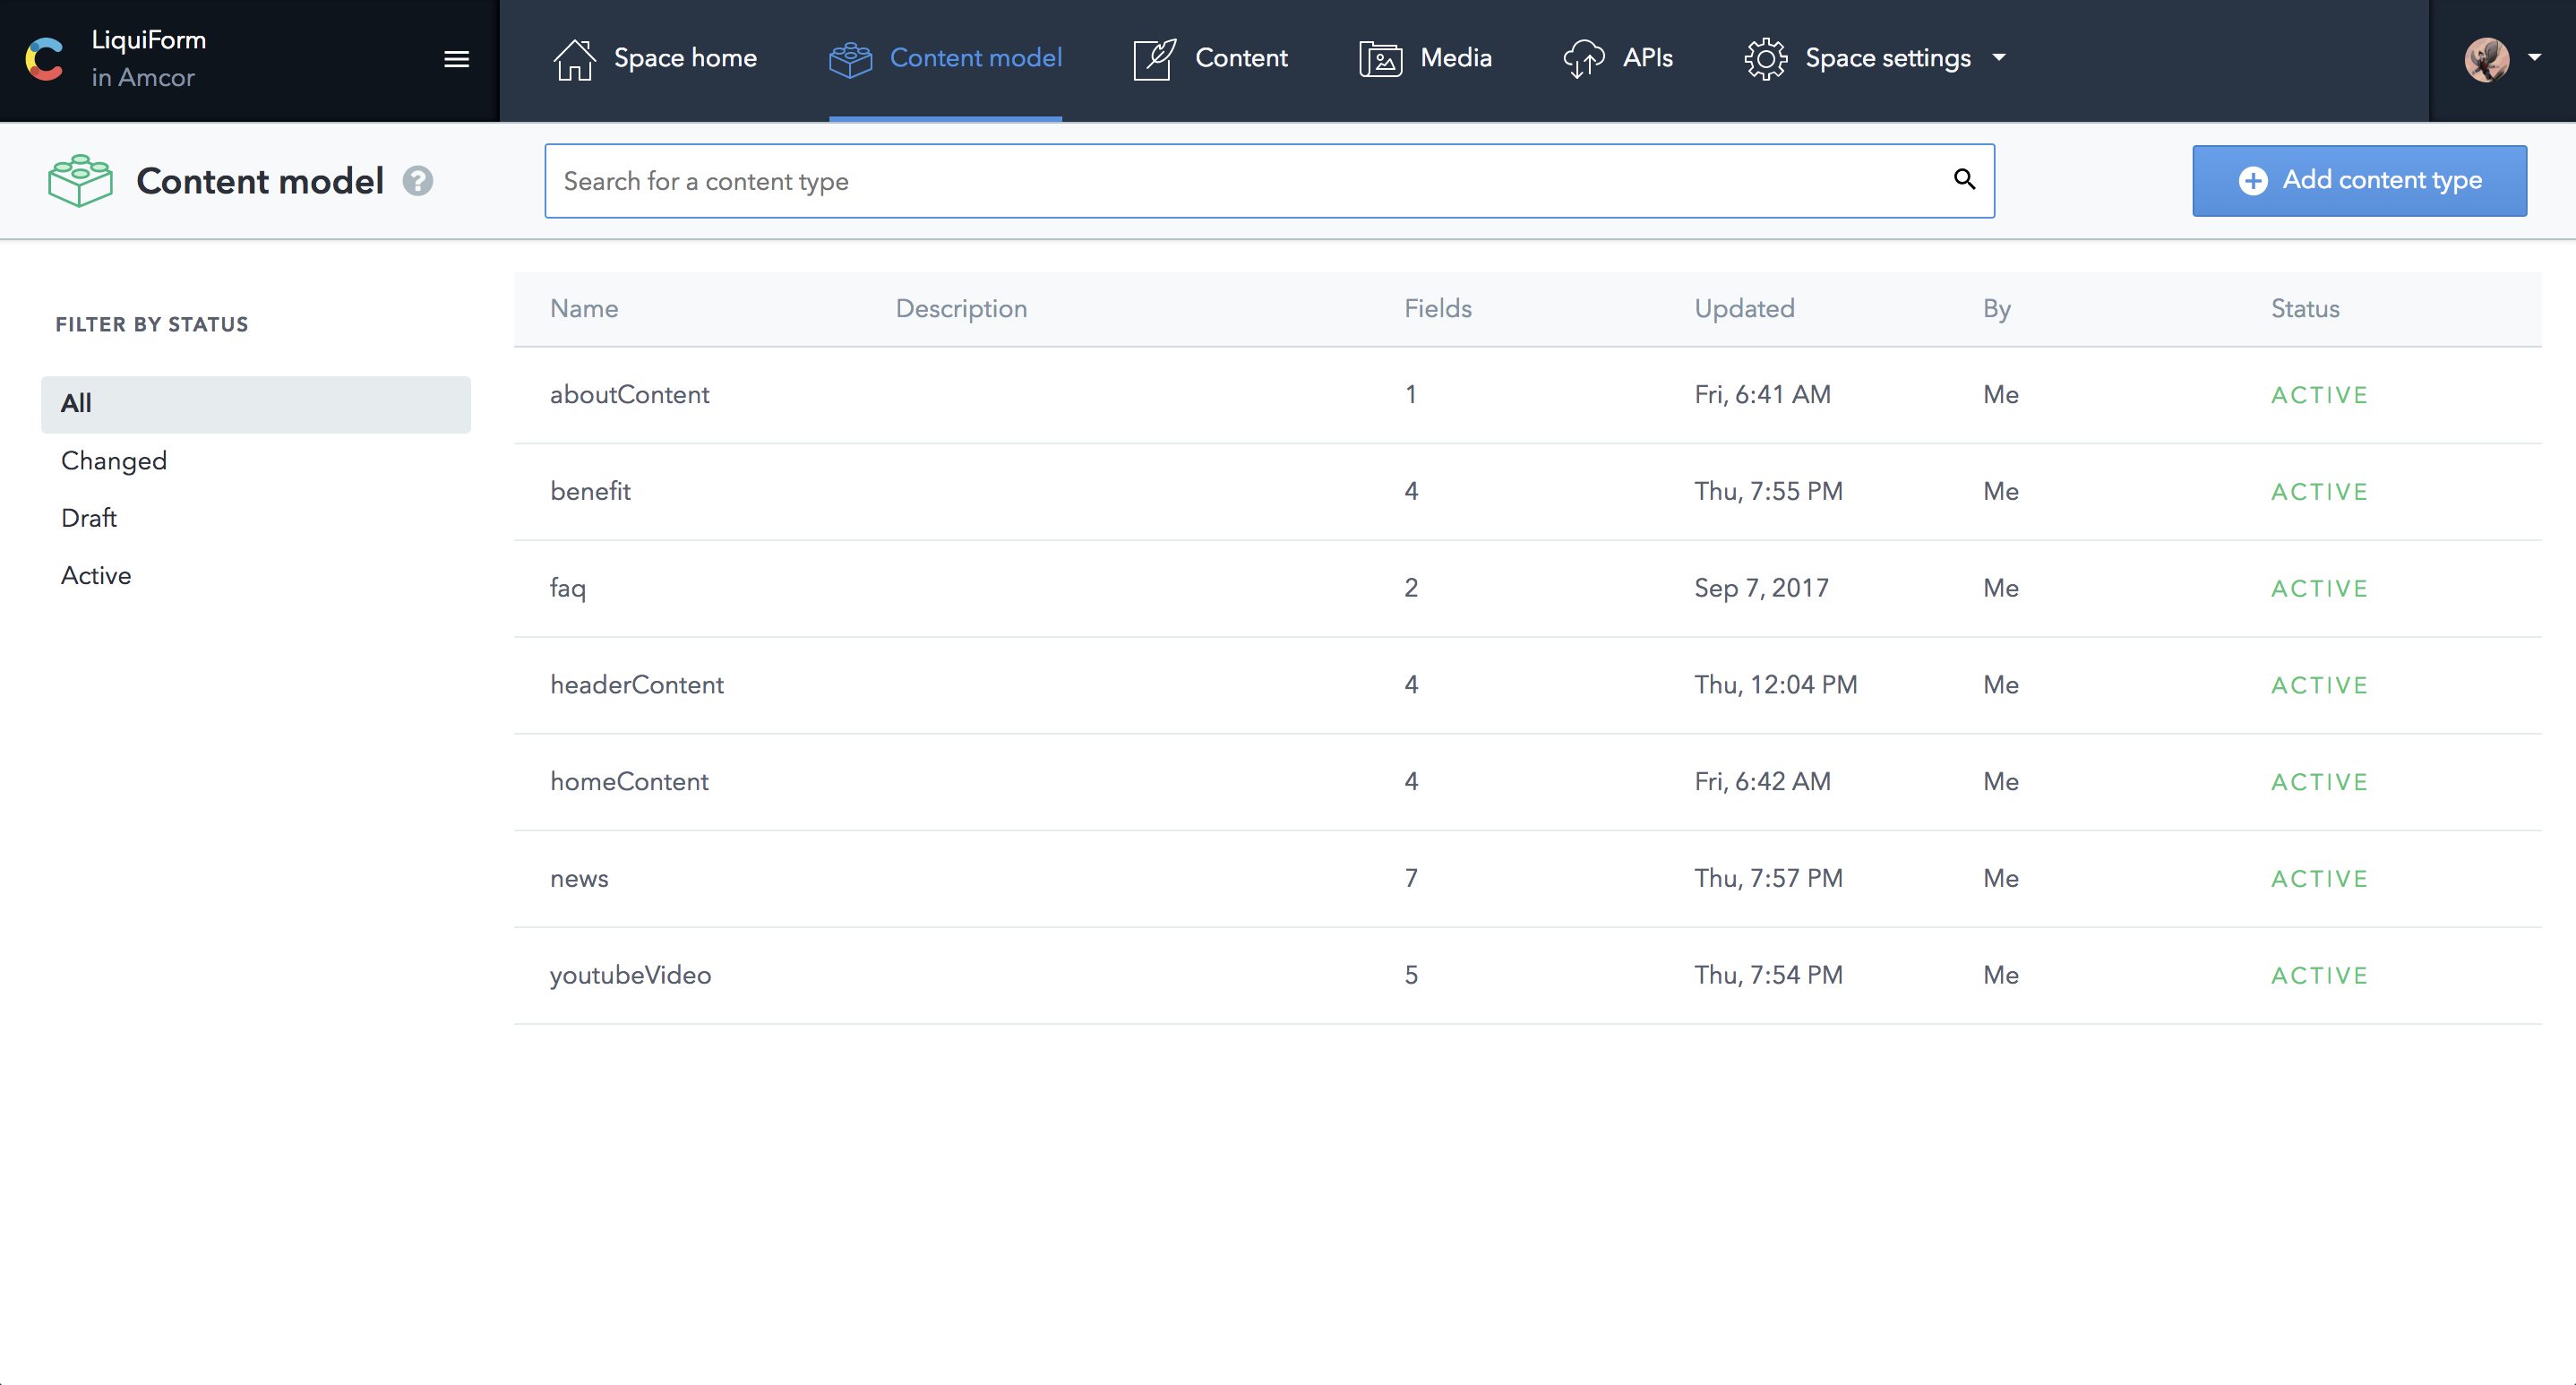 LiquiForm
in Amcor
Space home
Content model
Content
Media
APIs
Space settings
Content model ?
Search for a content type
Add content type
FILTER BY STATUS
All
Changed
Draft
Active
Name Description Fields Updated By Status
aboutContent 1 Fri, 6:41 AM Me ACTIVE
benefit 4 Thu, 7:55 PM Me ACTIVE
faq 2 Sep 7, 2017 Me ACTIVE
headerContent 4 Thu, 12:04 PM Me ACTIVE
homeContent 4 Fri, 6:42 AM Me ACTIVE
news 7 Thu, 7:57 PM Me ACTIVE
youtubeVideo 5 Thu, 7:54 PM Me ACTIVE